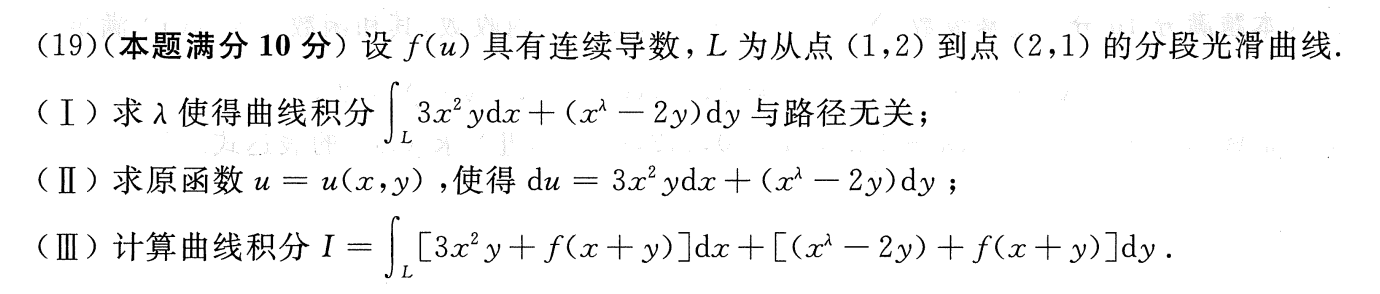 (19)(本题满分 10 分) 设 f(u) 具有连续导数, L 为从点 (1,2) 到点 (2,1) 的分段光滑曲线.
(Ⅰ) 求 λ 使得曲线积分 ∫_L 3x²ydx + (x^λ − 2y)dy 与路径无关;
(Ⅱ) 求原函数 u = u(x,y) ,使得 du = 3x²ydx + (x^λ − 2y)dy ;
(Ⅲ) 计算曲线积分 I = ∫_L [3x²y + f(x + y)]dx + [(x^λ − 2y) + f(x + y)]dy .